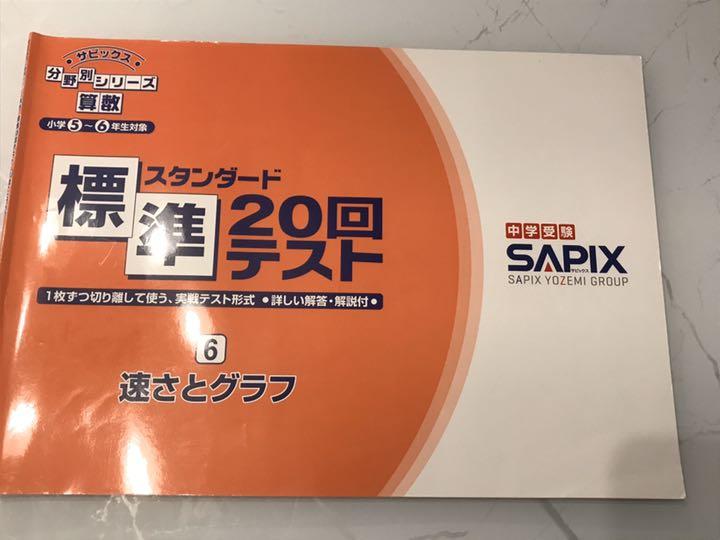 サピックス
分野別シリーズ
算数
小学5〜6年生対象
スタンダード
標準20回テスト
1枚ずつ切り離して使う、実戦テスト形式 ●詳しい解答・解説付●
6
速さとグラフ
中学受験
SAPIX
サピックス
SAPIX YOZEMI GROUP